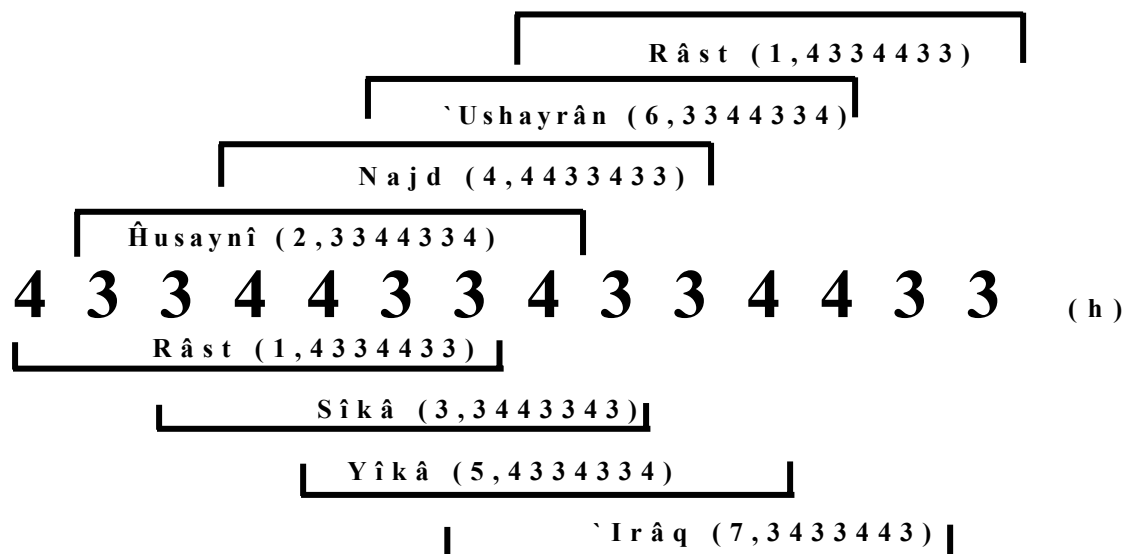 Râst (1,4334433)
`Ushayrân (6,3344334)
Najd (4,4433433)
Ĥusaynî (2,3344334)
4 3 3 4 4 3 3 4 3 3 4 4 3 3 (h)
Râst (1,4334433)
Sîkâ (3,3443343)
Yîkâ (5,4334334)
`Irâq (7,3433443)